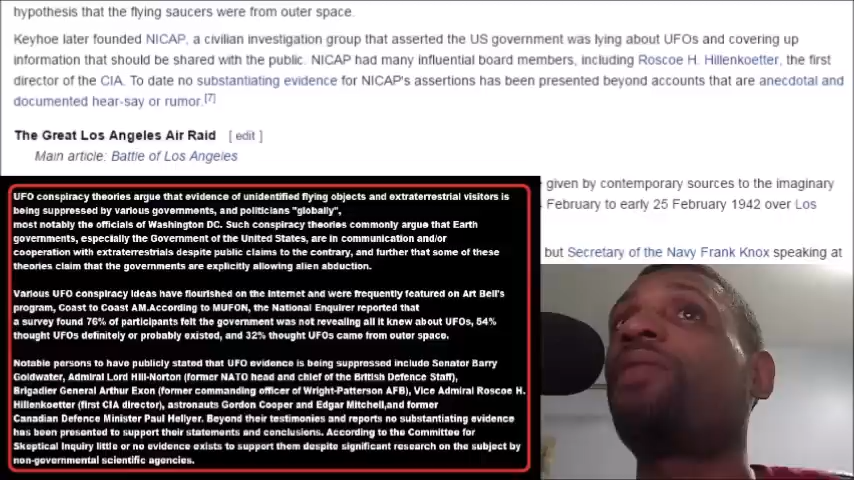 hypothesis that the flying saucers were from outer space.
Keyhoe later founded NICAP, a civilian investigation group that asserted the US government was lying about UFOs and covering up
information that should be shared with the public. NICAP had many influential board members, including Roscoe H. Hillenkoetter, the first
director of the CIA. To date no substantiating evidence for NICAP's assertions has been presented beyond accounts that are anecdotal and
documented hear-say or rumor.[7]
The Great Los Angeles Air Raid [ edit ]
Main article: Battle of Los Angeles
given by contemporary sources to the imaginary
February to early 25 February 1942 over Los
but Secretary of the Navy Frank Knox speaking at
UFO conspiracy theories argue that evidence of unidentified flying objects and extraterrestrial visitors is
being suppressed by various governments, and politicians "globally",
most notably the officials of Washington DC. Such conspiracy theories commonly argue that Earth
governments, especially the Government of the United States, are in communication and/or
cooperation with extraterrestrials despite public claims to the contrary, and further that some of these
theories claim that the governments are explicitly allowing alien abduction.
Various UFO conspiracy ideas have flourished on the Internet and were frequently featured on Art Bell's
program, Coast to Coast AM.According to MUFON, the National Enquirer reported that
a survey found 76% of participants felt the government was not revealing all it knew about UFOs, 54%
thought UFOs definitely or probably existed, and 32% thought UFOs came from outer space.
Notable persons to have publicly stated that UFO evidence is being suppressed include Senator Barry
Goldwater, Admiral Lord Hill-Norton (former NATO head and chief of the British Defence Staff),
Brigadier General Arthur Exon (former commanding officer of Wright-Patterson AFB), Vice Admiral Roscoe H.
Hillenkoetter (first CIA director), astronauts Gordon Cooper and Edgar Mitchell,and former
Canadian Defence Minister Paul Hellyer. Beyond their testimonies and reports no substantiating evidence
has been presented to support their statements and conclusions. According to the Committee for
Skeptical Inquiry little or no evidence exists to support them despite significant research on the subject by
non-governmental scientific agencies.